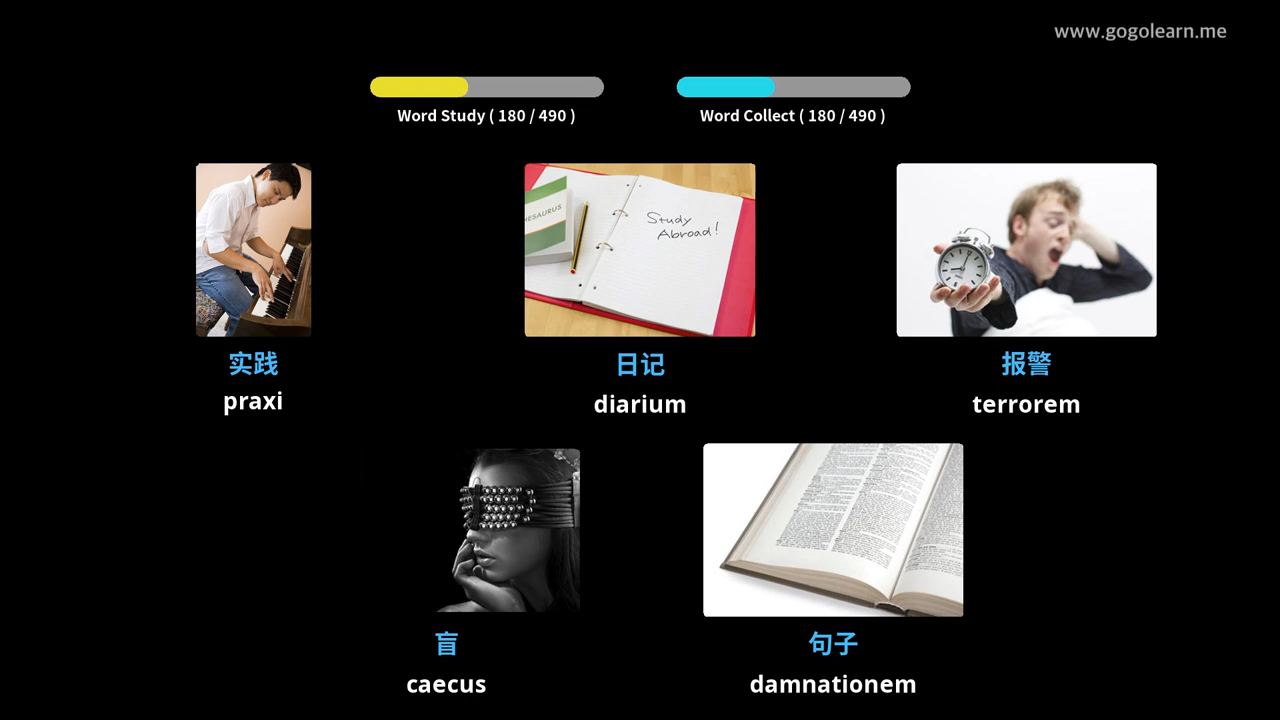 www.gogolearn.me
Word Study ( 180 / 490 )
Word Collect ( 180 / 490 )
THESAURUS
Study
Abroad!
实践
日记
报警
praxi
diarium
terrorem
盲
句子
caecus
damnationem